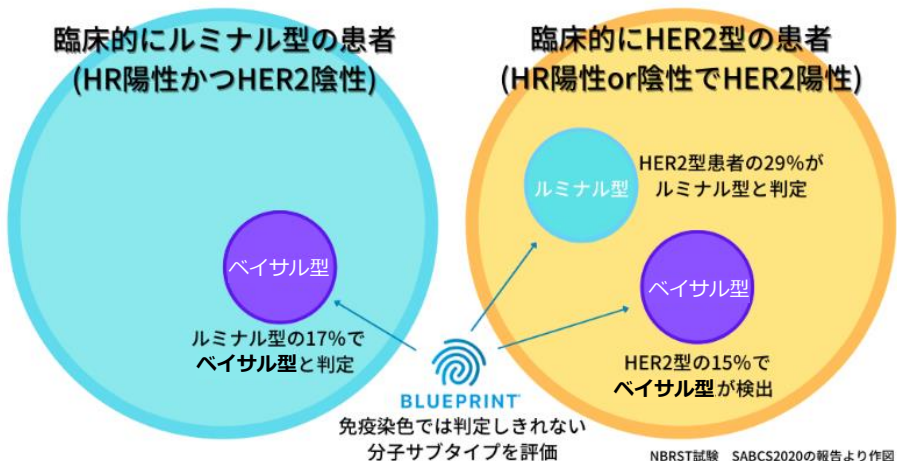 臨床的にルミナル型の患者
(HR陽性かつHER2陰性)
ベイサル型
ルミナル型の17%で
ベイサル型と判定
臨床的にHER2型の患者
(HR陽性or陰性でHER2陽性)
ルミナル型
HER2型患者の29%が
ルミナル型と判定
ベイサル型
HER2型の15%で
ベイサル型が検出
BLUEPRINT
免疫染色では判定しきれない
分子サブタイプを評価
NBRST試験 SABCS2020の報告より作図